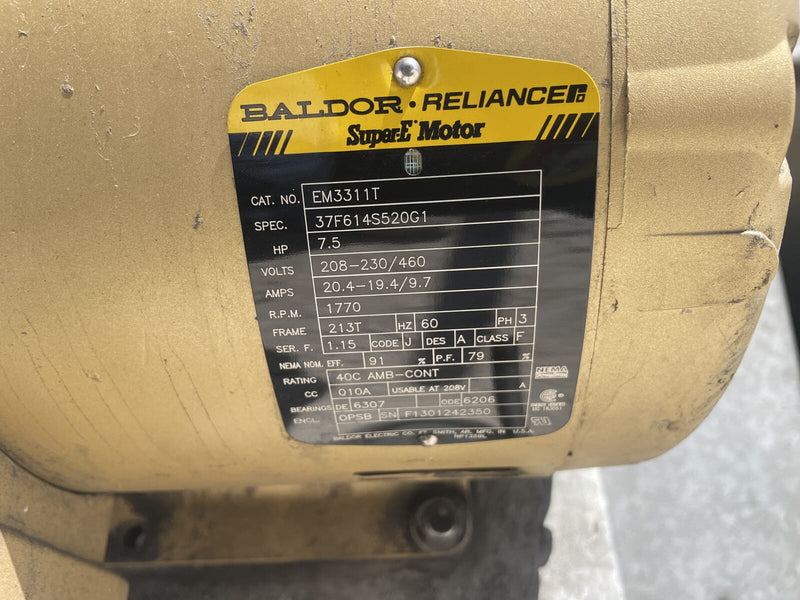 BALDOR • RELIANCE
Super-E Motor
CAT. NO. EM3311T
SPEC. 37F614S520G1
HP 7.5
VOLTS 208-230/460
AMPS 20.4-19.4/9.7
R.P.M. 1770
FRAME 213T HZ 60 PH 3
SER. F. 1.15 CODE J DES A CLASS F
NEMA NOM. EFF. 91 % P.F. 79 %
RATING 40C AMB-CONT NEMA
CC 010A USABLE AT 208V A
BEARINGS DE 6307 ODE 6206
ENCL. OPSB SN F1301242350
BALDOR ELECTRIC CO. FT. SMITH, AR. MFG. IN U.S.A.